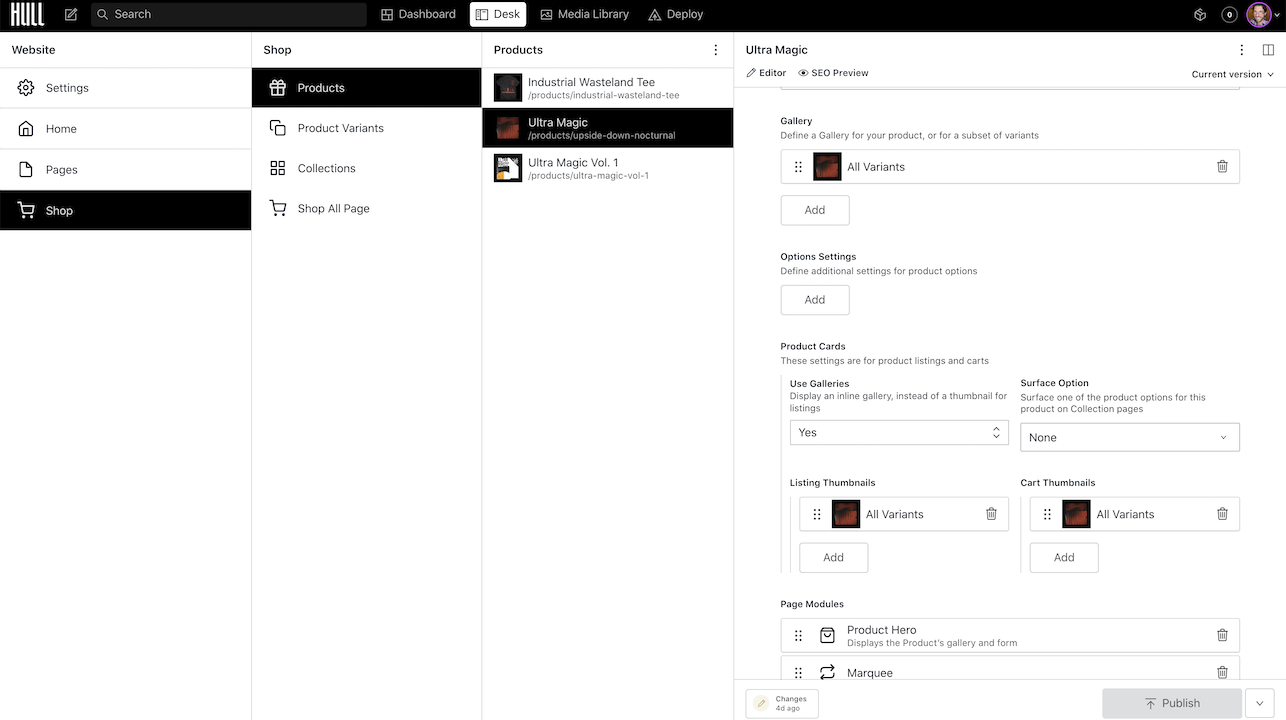 HULL
Search
Dashboard
Desk
Media Library
Deploy
0
Website
Settings
Home
Pages
Shop
Shop
Products
Product Variants
Collections
Shop All Page
Products
Industrial Wasteland Tee
/products/industrial-wasteland-tee
Ultra Magic
/products/upside-down-nocturnal
Ultra Magic Vol. 1
/products/ultra-magic-vol-1
Ultra Magic
Editor
SEO Preview
Current version
Gallery
Define a Gallery for your product, or for a subset of variants
All Variants
Add
Options Settings
Define additional settings for product options
Add
Product Cards
These settings are for product listings and carts
Use Galleries
Display an inline gallery, instead of a thumbnail for
listings
Yes
Surface Option
Surface one of the product options for this
product on Collection pages
None
Listing Thumbnails
All Variants
Add
Cart Thumbnails
All Variants
Add
Page Modules
Product Hero
Displays the Product's gallery and form
Marquee
Changes
4d ago
Publish